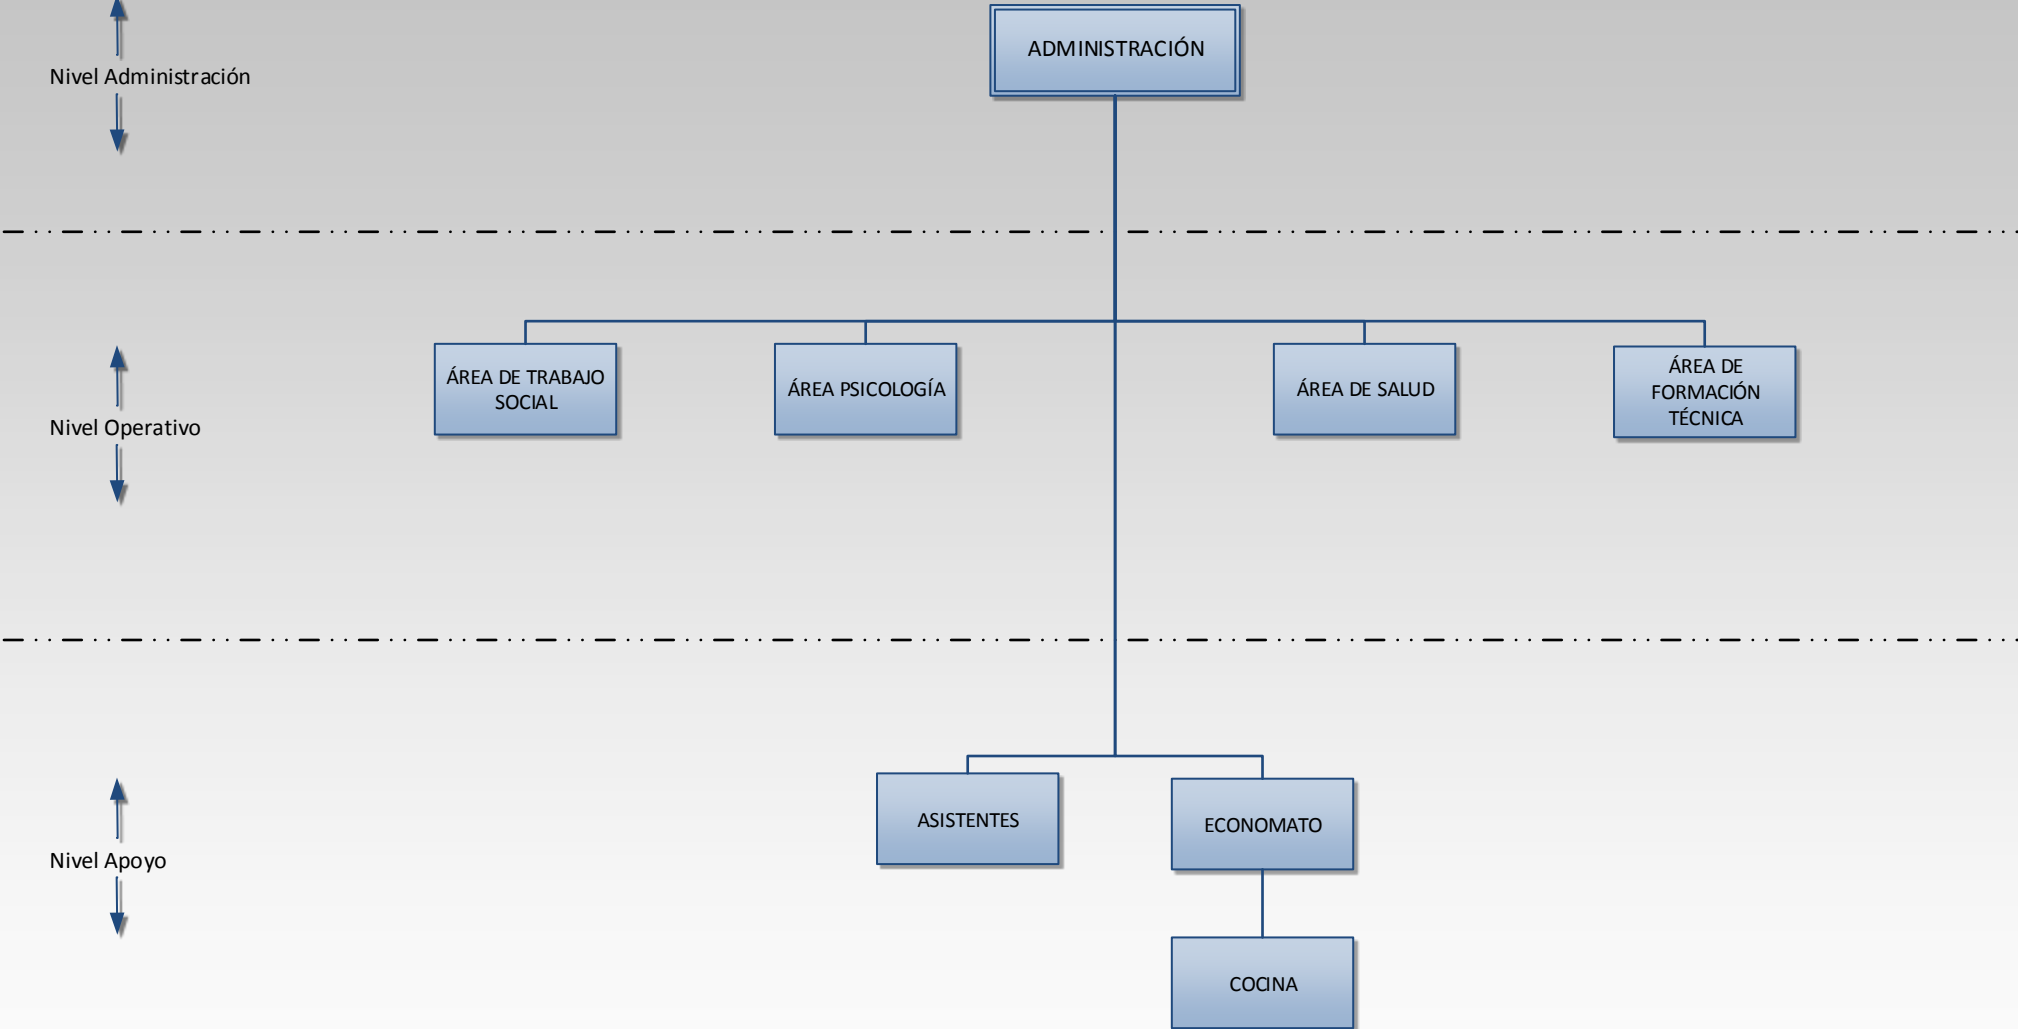 ADMINISTRACIÓN
Nivel Administración
ÁREA DE TRABAJO
SOCIAL
ÁREA PSICOLOGÍA
ÁREA DE SALUD
ÁREA DE
FORMACIÓN
TÉCNICA
Nivel Operativo
ASISTENTES
ECONOMATO
Nivel Apoyo
COCINA